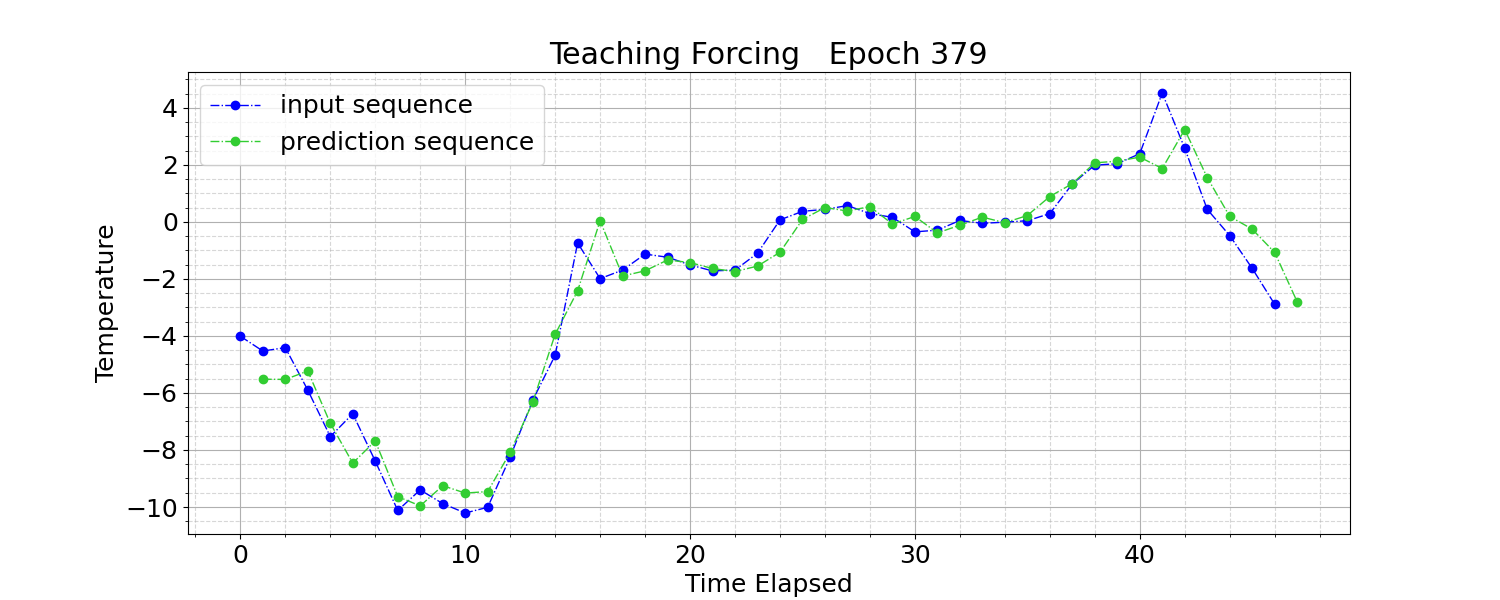 Teaching Forcing   Epoch 379
input sequence
prediction sequence
Temperature
4
2
0
−2
−4
−6
−8
−10
0 10 20 30 40
Time Elapsed